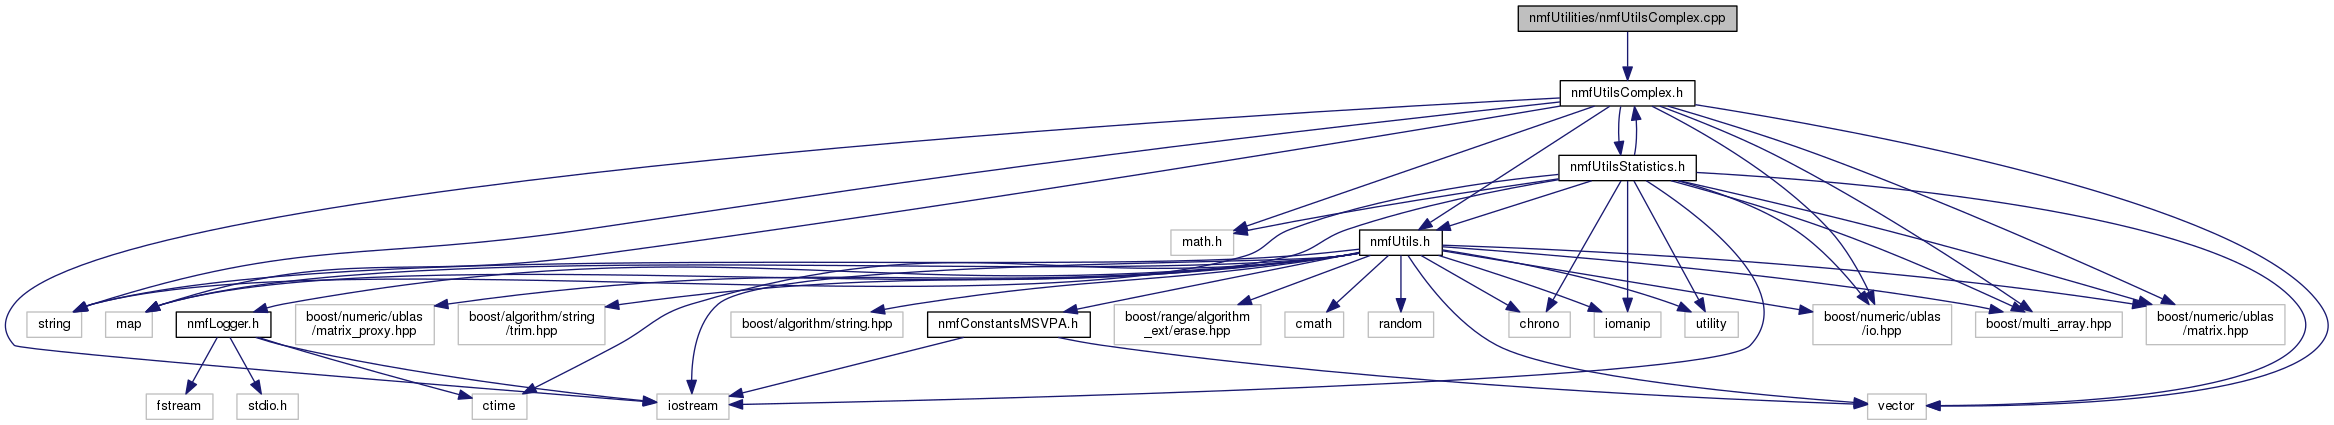 nmfUtilities/nmfUtilsComplex.cpp
nmfUtilsComplex.h
nmfUtilsStatistics.h
math.h
nmfUtils.h
string
map
nmfLogger.h
boost/numeric/ublas
/matrix_proxy.hpp
boost/algorithm/string
/trim.hpp
boost/algorithm/string.hpp
nmfConstantsMSVPA.h
boost/range/algorithm
_ext/erase.hpp
cmath
random
chrono
iomanip
utility
boost/numeric/ublas
/io.hpp
boost/multi_array.hpp
boost/numeric/ublas
/matrix.hpp
fstream
stdio.h
ctime
iostream
vector